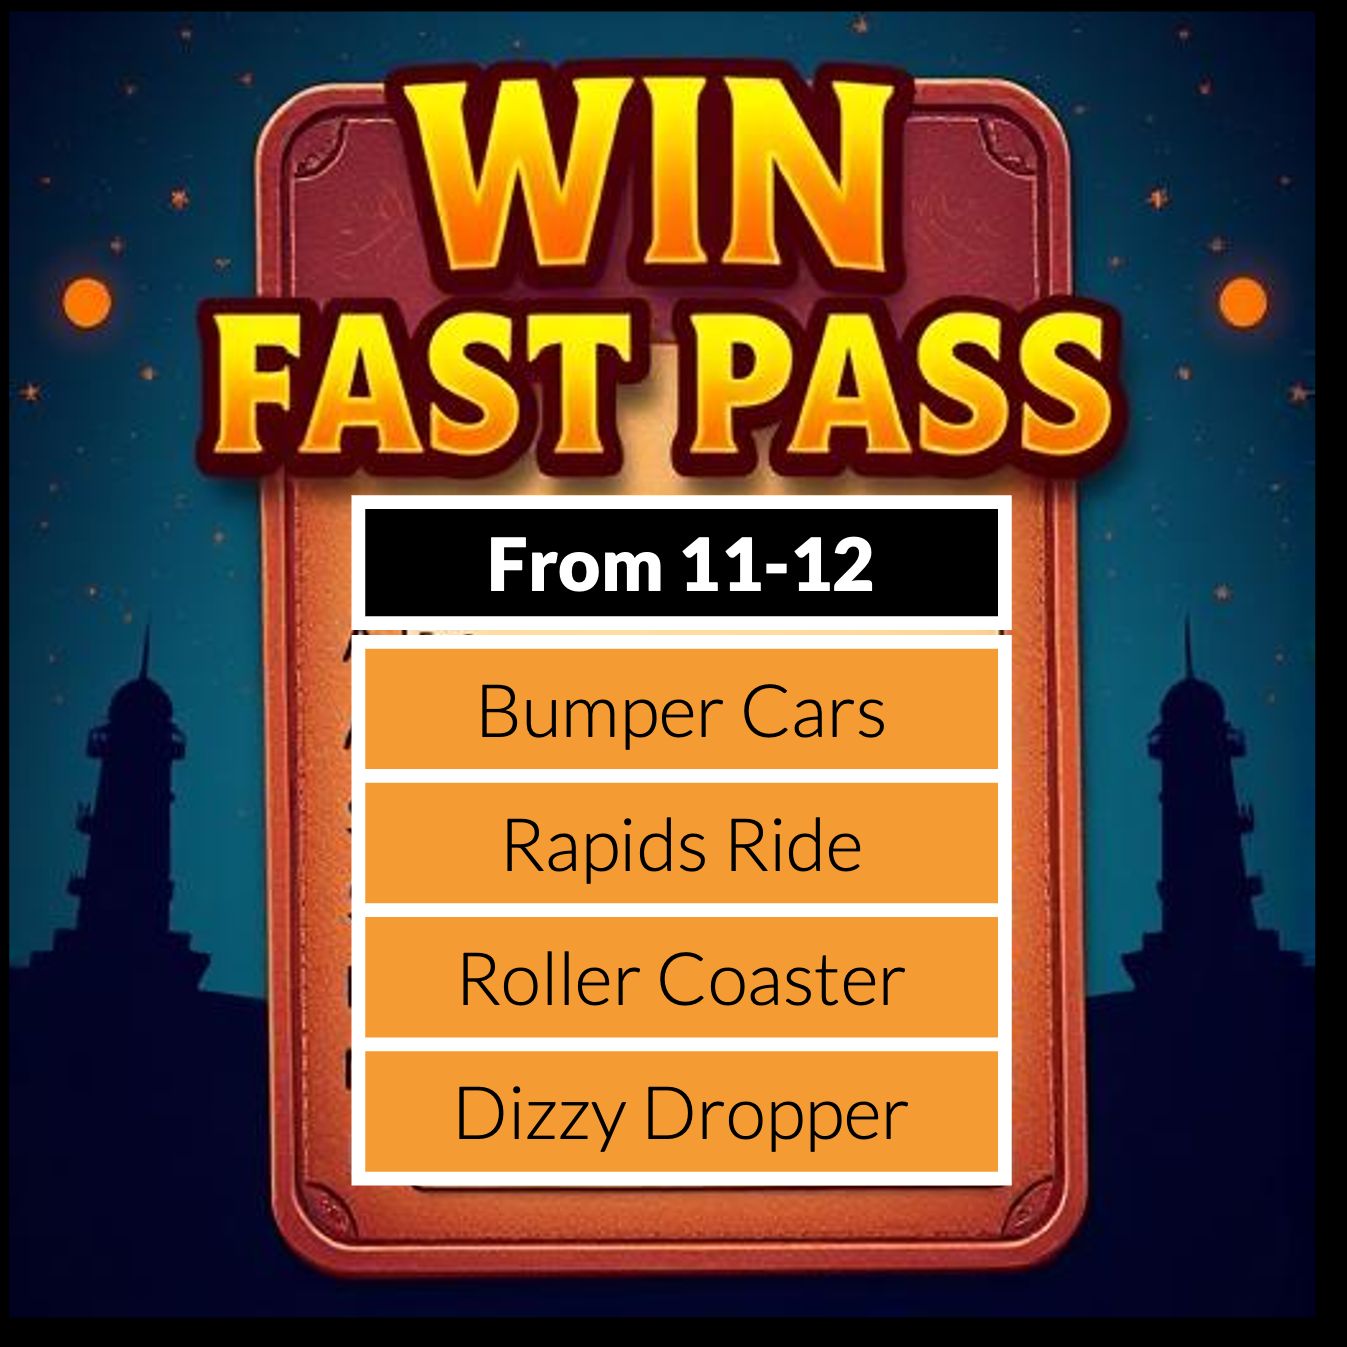 WIN
FAST PASS
From 11-12
Bumper Cars
Rapids Ride
Roller Coaster
Dizzy Dropper